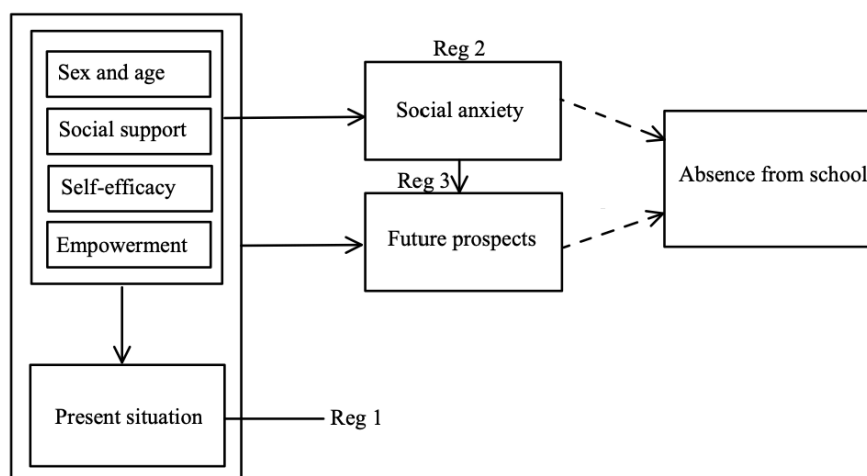 Sex and age
Social support
Self-efficacy
Empowerment
Present situation
Reg 1
Reg 2
Social anxiety
Reg 3
Future prospects
Absence from school